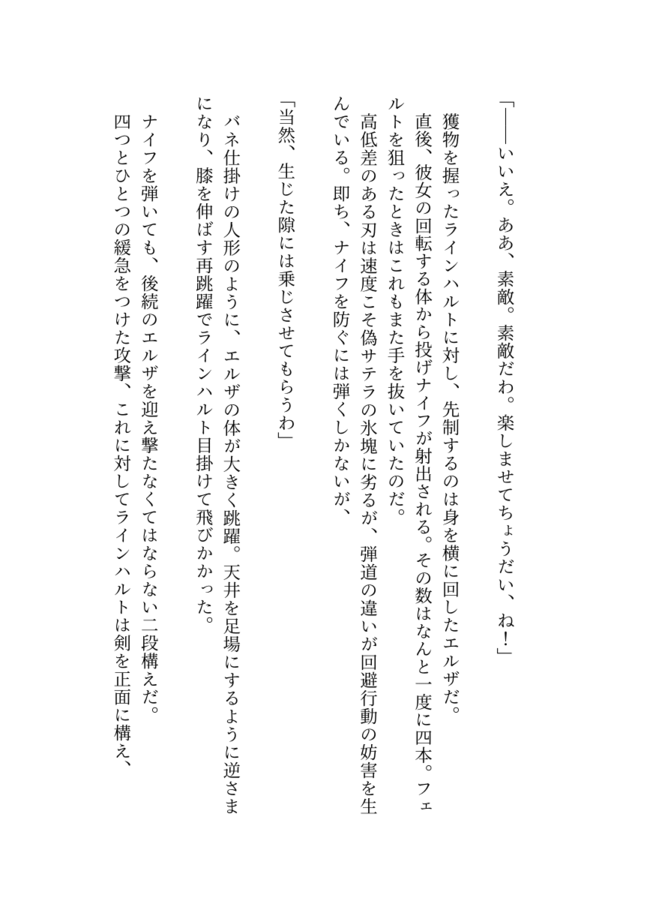 「――いいえ。ああ、素敵。素敵だわ。楽しませてちょうだい、ね！」
獲物を握ったラインハルトに対し、先制するのは身を横に回したエルザだ。
直後、彼女の回転する体から投げナイフが射出される。その数はなんと一度に四本。フェ
ルトを狙ったときはこれもまた手を抜いていたのだ。
高低差のある刃は速度こそ偽サテラの氷塊に劣るが、弾道の違いが回避行動の妨害を生
んでいる。即ち、ナイフを防ぐには弾くしかないが、
「当然、生じた隙には乗じさせてもらうわ」
バネ仕掛けの人形のように、エルザの体が大きく跳躍。天井を足場にするように逆さま
になり、膝を伸ばす再跳躍でラインハルト目掛けて飛びかかった。
ナイフを弾いても、後続のエルザを迎え撃たなくてはならない二段構えだ。
四つとひとつの緩急をつけた攻撃、これに対してラインハルトは剣を正面に構え、